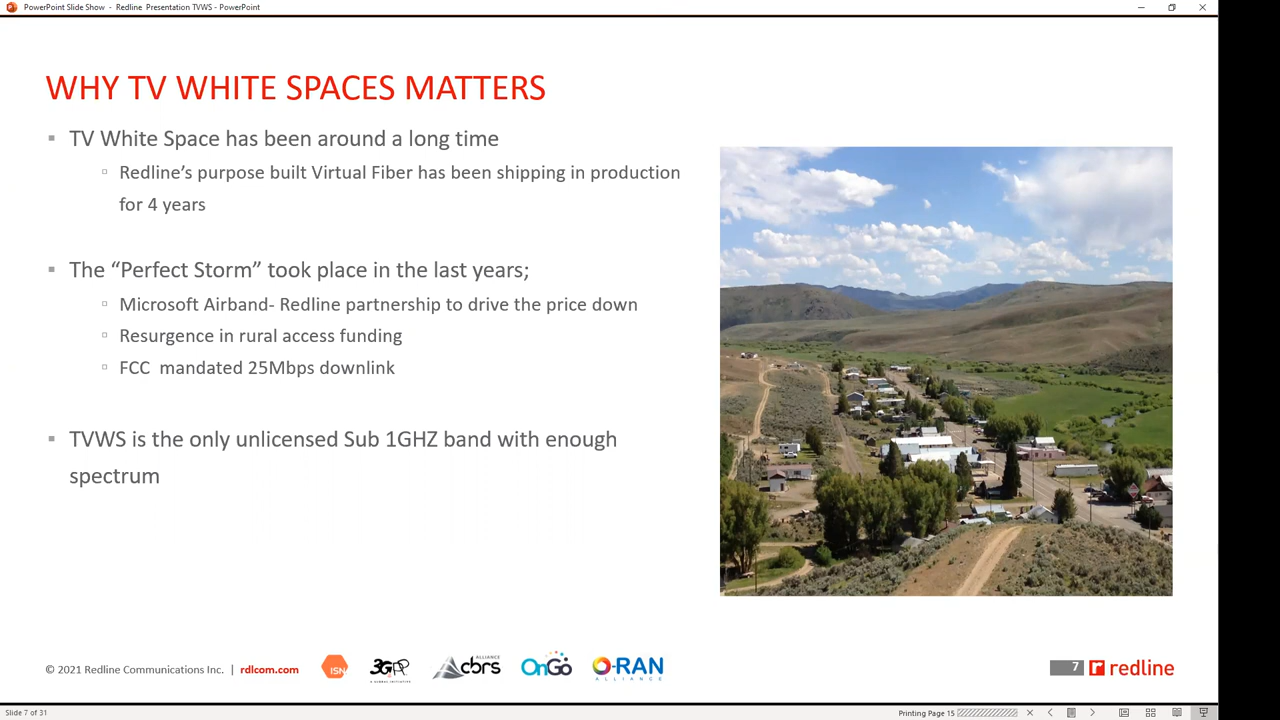 PowerPoint Slide Show - Redline Presentation TVWS - PowerPoint
WHY TV WHITE SPACES MATTERS
TV White Space has been around a long time
Redline’s purpose built Virtual Fiber has been shipping in production
for 4 years
The “Perfect Storm” took place in the last years;
Microsoft Airband- Redline partnership to drive the price down
Resurgence in rural access funding
FCC mandated 25Mbps downlink
TVWS is the only unlicensed Sub 1GHZ band with enough
spectrum
© 2021 Redline Communications Inc. | rdlcom.com
ISN
3GPP
A GLOBAL INITIATIVE
ALLIANCE
cbrs
OnGo
O-RAN
ALLIANCE
7
redline
Slide 7 of 31
Printing Page 15